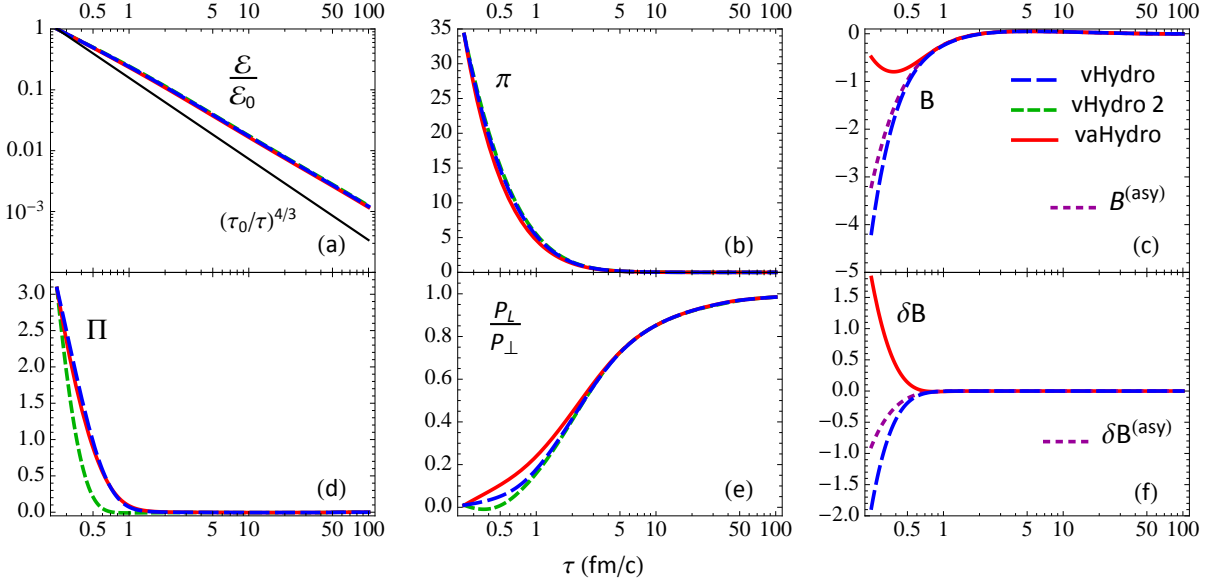 0.5 1 5 10 50 100
0.5 1 5 10 50 100
0.5 1 5 10 50 100
1
0.1
0.01
10⁻³
ℰ
ℰ₀
(τ₀/τ)^{4/3}
(a)
35
30
25
20
15
10
5
0
π
(b)
0
−1
−2
−3
−4
−5
B
vHydro
vHydro 2
vaHydro
B^{(asy)}
(c)
3.0
2.5
2.0
1.5
1.0
0.5
0.0
Π
(d)
1.0
0.8
0.6
0.4
0.2
0.0
P_L
P_⊥
(e)
1.5
1.0
0.5
0.0
−0.5
−1.0
−1.5
−2.0
δB
δB^{(asy)}
(f)
0.5 1 5 10 50 100
0.5 1 5 10 50 100
0.5 1 5 10 50 100
τ (fm/c)